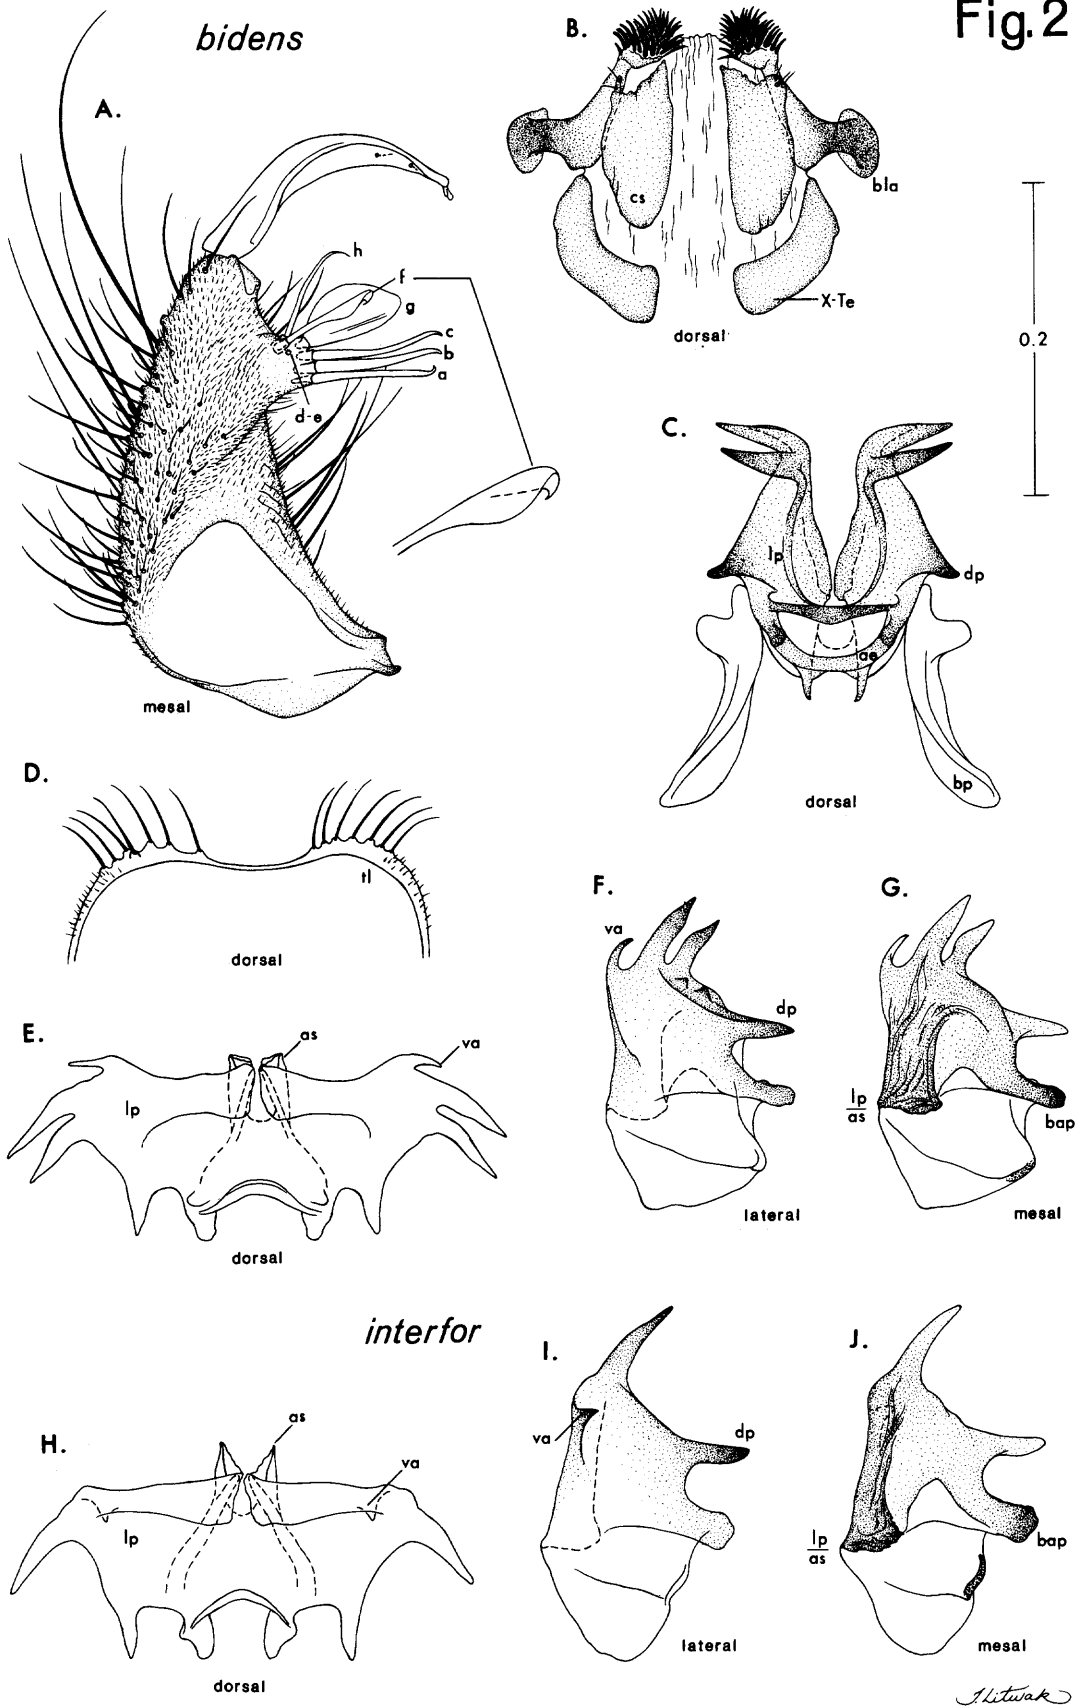 Fig.2
bidens
A.
h
f
g
c
b
a
d-e
mesal
B.
cs
bla
X-Te
dorsal
0.2
C.
lp
dp
ae
bp
dorsal
D.
tl
dorsal
E.
as
va
lp
dorsal
F.
va
dp
lateral
G.
lp
as
bap
mesal
interfor
H.
as
va
lp
dorsal
I.
va
dp
lateral
J.
lp
as
bap
mesal
T. Litwak